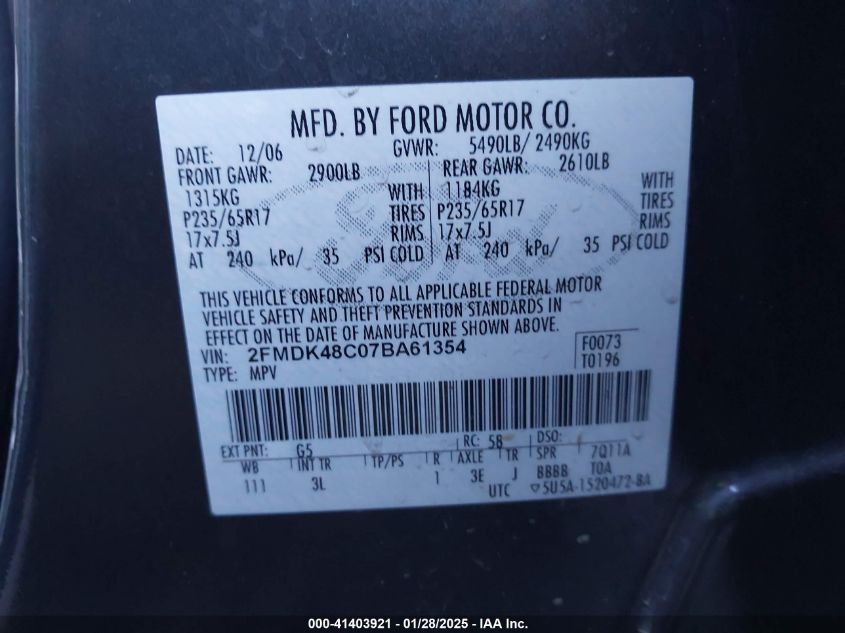 MFD. BY FORD MOTOR CO.
DATE: 12/06 GVWR: 5490LB/ 2490KG
FRONT GAWR: 2900LB REAR GAWR: 2610LB
1315KG WITH 1184KG WITH
P235/65R17 TIRES P235/65R17 TIRES
17x7.5J RIMS 17x7.5J RIMS
AT 240 kPa/ 35 PSI COLD AT 240 kPa/ 35 PSI COLD
THIS VEHICLE CONFORMS TO ALL APPLICABLE FEDERAL MOTOR
VEHICLE SAFETY AND THEFT PREVENTION STANDARDS IN
EFFECT ON THE DATE OF MANUFACTURE SHOWN ABOVE.
VIN: 2FMDK48C07BA61354 F0073
TYPE: MPV T0196
EXT PNT: G5 RC: 58 DSO:
WB INT TR TP/PS R AXLE TR SPR 7Q11A
111 3L 1 3E J BBBB TOA
UTC ▽5U5A-1520472-BA
000-41403921 | 01/28/2025 | IAA Inc.